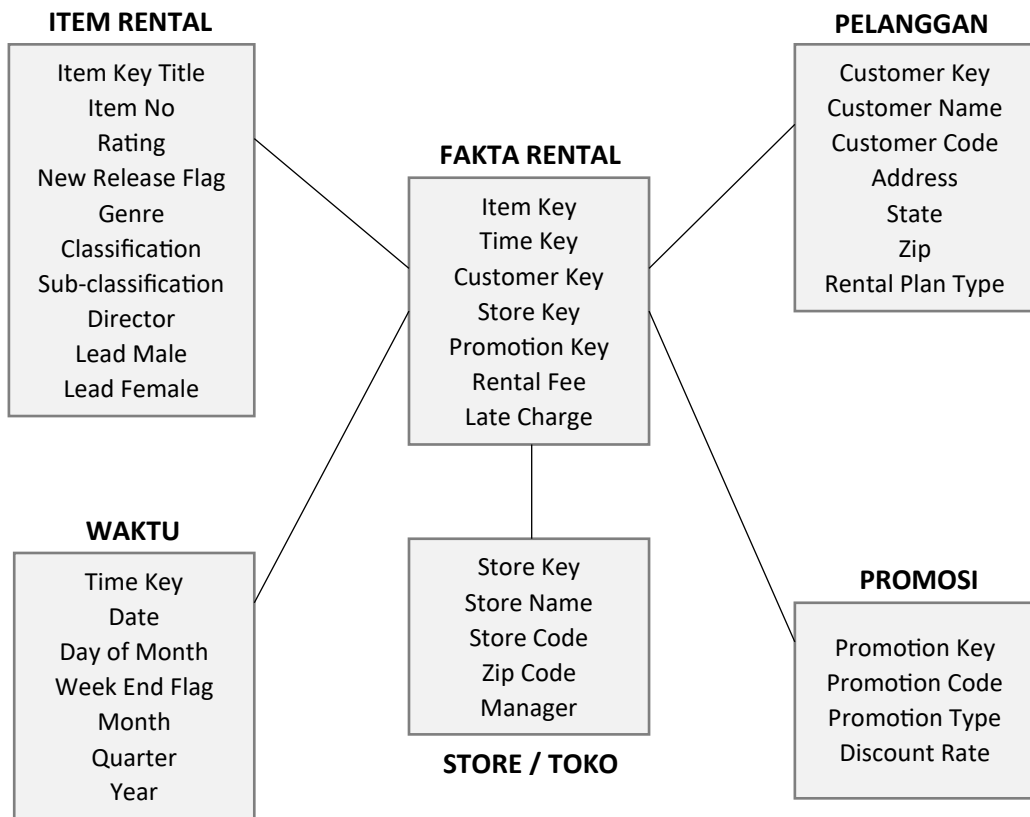 ITEM RENTAL
Item Key Title
Item No
Rating
New Release Flag
Genre
Classification
Sub-classification
Director
Lead Male
Lead Female
PELANGGAN
Customer Key
Customer Name
Customer Code
Address
State
Zip
Rental Plan Type
FAKTA RENTAL
Item Key
Time Key
Customer Key
Store Key
Promotion Key
Rental Fee
Late Charge
WAKTU
Time Key
Date
Day of Month
Week End Flag
Month
Quarter
Year
Store Key
Store Name
Store Code
Zip Code
Manager
STORE / TOKO
PROMOSI
Promotion Key
Promotion Code
Promotion Type
Discount Rate